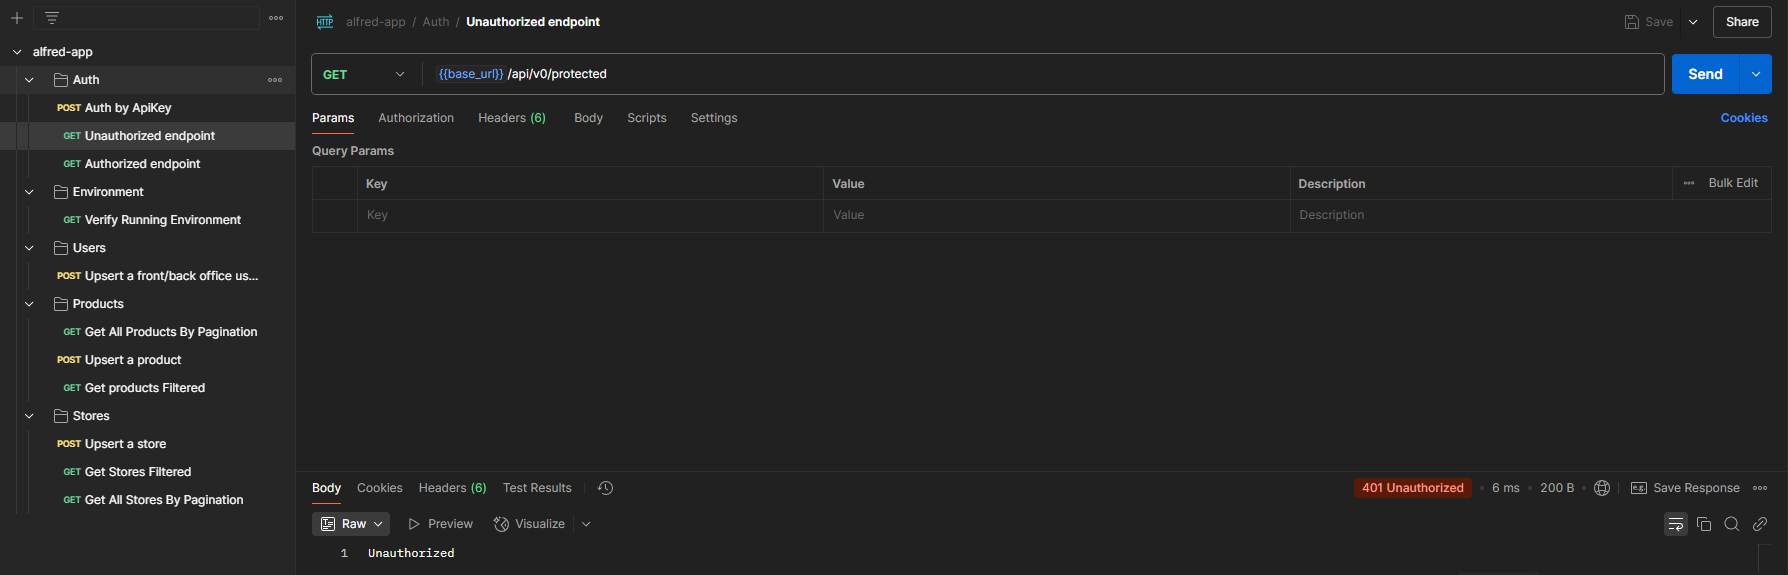 alfred-app
Auth
POST Auth by ApiKey
GET Unauthorized endpoint
GET Authorized endpoint
Environment
GET Verify Running Environment
Users
POST Upsert a front/back office us...
Products
GET Get All Products By Pagination
POST Upsert a product
GET Get products Filtered
Stores
POST Upsert a store
GET Get Stores Filtered
GET Get All Stores By Pagination
HTTP alfred-app / Auth / Unauthorized endpoint Save Share
GET {{base_url}} /api/v0/protected Send
Params Authorization Headers (6) Body Scripts Settings Cookies
Query Params
Key Value Description Bulk Edit
Key Value Description
Body Cookies Headers (6) Test Results 401 Unauthorized • 6 ms • 200 B • e.g. Save Response
Raw Preview Visualize
1 Unauthorized